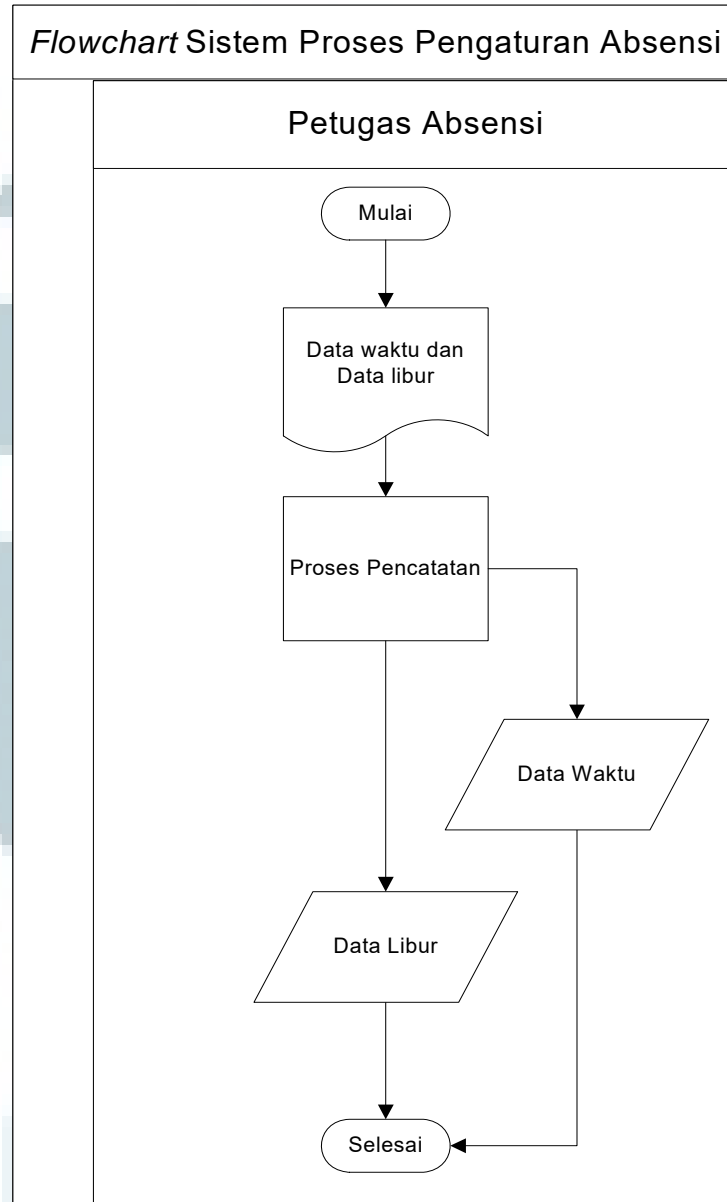 Flowchart Sistem Proses Pengaturan Absensi
Petugas Absensi
Mulai
Data waktu dan
Data libur
Proses Pencatatan
Data Waktu
Data Libur
Selesai